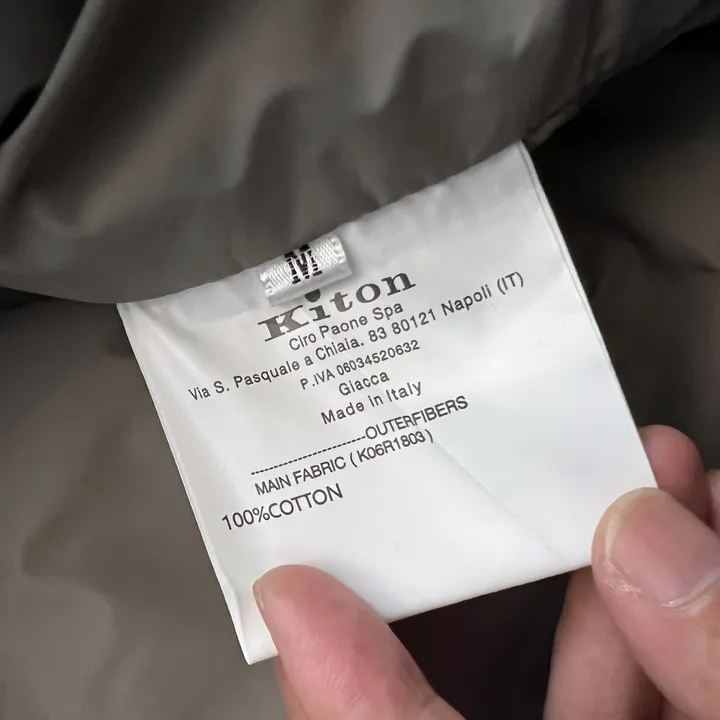 M
Kiton
Ciro Paone Spa
Via S. Pasquale a Chiaia. 83 80121 Napoli (IT)
P.IVA 06034520632
Giacca
Made in Italy
-----------------------OUTERFIBERS
MAIN FABRIC (K06R1803)
100%COTTON